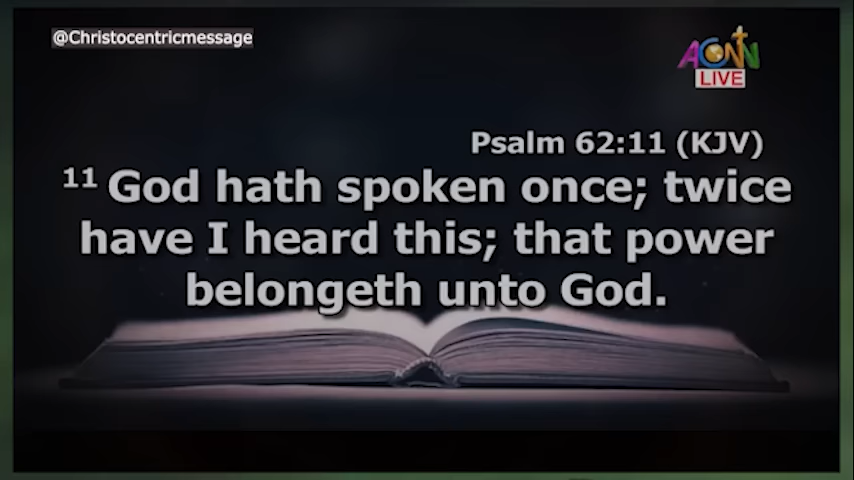 @Christocentricmessage
ACNN
LIVE
Psalm 62:11 (KJV)
11 God hath spoken once; twice
have I heard this; that power
belongeth unto God.